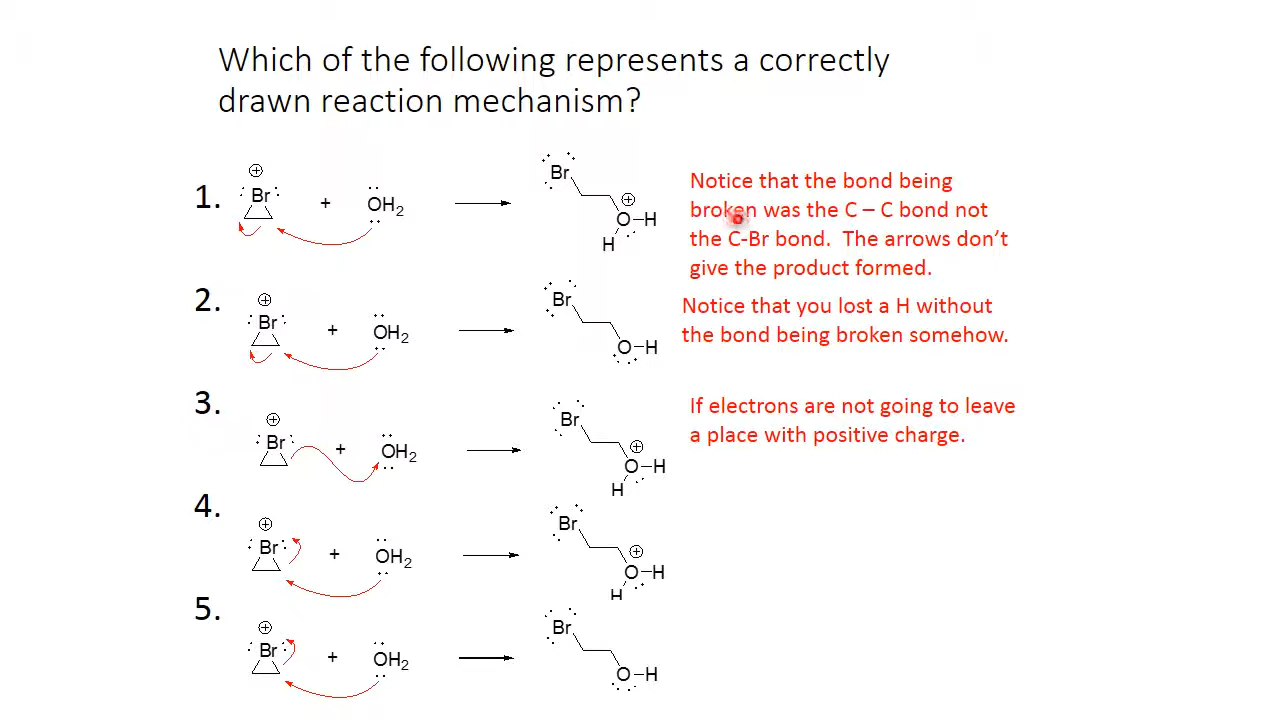 Which of the following represents a correctly
drawn reaction mechanism?
1.
⊕
Br
+
OH2
Br
⊕
O–H
H
Notice that the bond being
broken was the C – C bond not
the C-Br bond. The arrows don't
give the product formed.
2.
⊕
Br
+
OH2
Br
O–H
Notice that you lost a H without
the bond being broken somehow.
3.
⊕
Br
+
OH2
Br
⊕
O–H
H
If electrons are not going to leave
a place with positive charge.
4.
⊕
Br
+
OH2
Br
⊕
O–H
H
5.
⊕
Br
+
OH2
Br
O–H